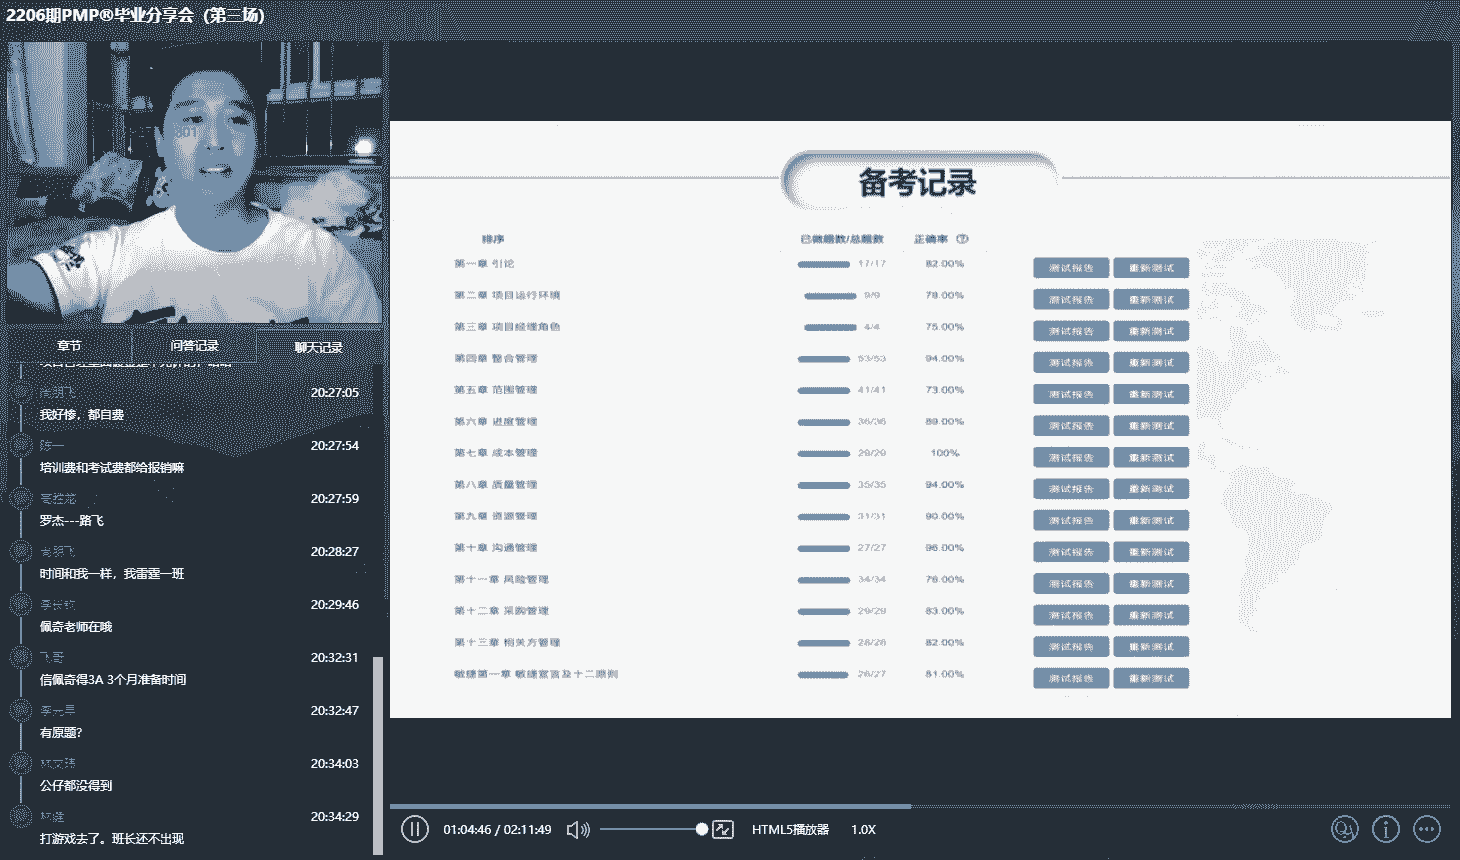 2206期PMP®毕业分享会（第三场）
章节
问答记录
聊天记录
20:27:05
我好惨，都自费
陈一
20:27:54
培训费和考试费都给报销嘛
20:27:59
罗杰---路飞
20:28:27
时间和我一样，我雷霆一班
20:29:46
佩奇老师在哦
飞哥
20:32:31
信佩奇得3A 3个月准备时间
20:32:47
有原题?
20:34:03
公仔都没得到
20:34:29
打游戏去了。班长还不出现
备考记录
排序
已做题数/总题数
正确率
第一章 引论 17/17 82.00% 测试报告 重新测试
第二章 项目运行环境 9/9 78.00% 测试报告 重新测试
第三章 项目经理角色 4/4 75.00% 测试报告 重新测试
第四章 整合管理 53/53 94.00% 测试报告 重新测试
第五章 范围管理 41/41 73.00% 测试报告 重新测试
第六章 进度管理 36/36 89.00% 测试报告 重新测试
第七章 成本管理 29/29 100% 测试报告 重新测试
第八章 质量管理 35/35 94.00% 测试报告 重新测试
第九章 资源管理 31/31 90.00% 测试报告 重新测试
第十章 沟通管理 27/27 96.00% 测试报告 重新测试
第十一章 风险管理 34/34 76.00% 测试报告 重新测试
第十二章 采购管理 29/29 83.00% 测试报告 重新测试
第十三章 相关方管理 28/28 82.00% 测试报告 重新测试
敏捷第一章 敏捷宣言及十二原则 26/27 81.00% 测试报告 重新测试
01:04:46 / 02:11:49
HTML5播放器
1.0X